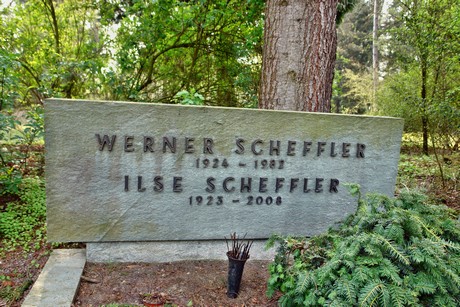 WERNER SCHEFFLER
1924 - 1982
ILSE SCHEFFLER
1923 - 2008